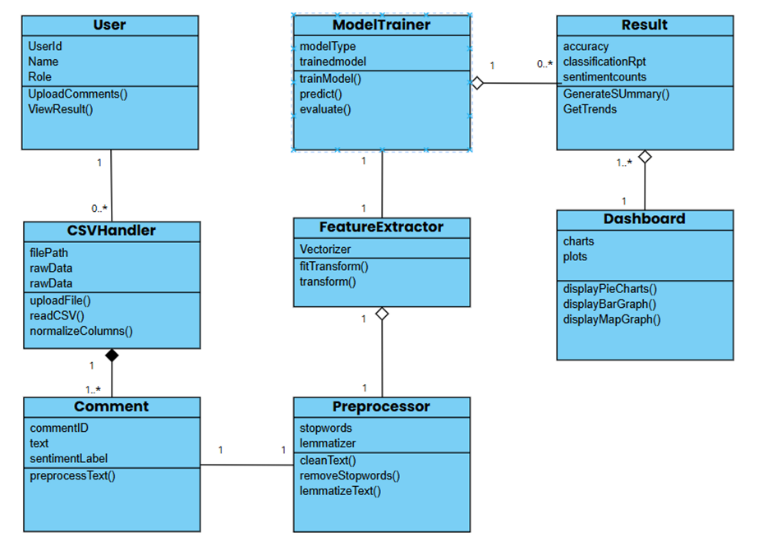 User
UserId
Name
Role
UploadComments()
ViewResult()
1
0..*
CSVHandler
filePath
rawData
rawData
uploadFile()
readCSV()
normalizeColumns()
1
1..*
Comment
commentID
text
sentimentLabel
preprocessText()
1
1
ModelTrainer
modelType
trainedmodel
trainModel()
predict()
evaluate()
1
0..*
1
1
FeatureExtractor
Vectorizer
fitTransform()
transform()
1
1
Preprocessor
stopwords
lemmatizer
cleanText()
removeStopwords()
lemmatizeText()
Result
accuracy
classificationRpt
sentimentcounts
GenerateSUmmary()
GetTrends
1..*
1
Dashboard
charts
plots
displayPieCharts()
displayBarGraph()
displayMapGraph()